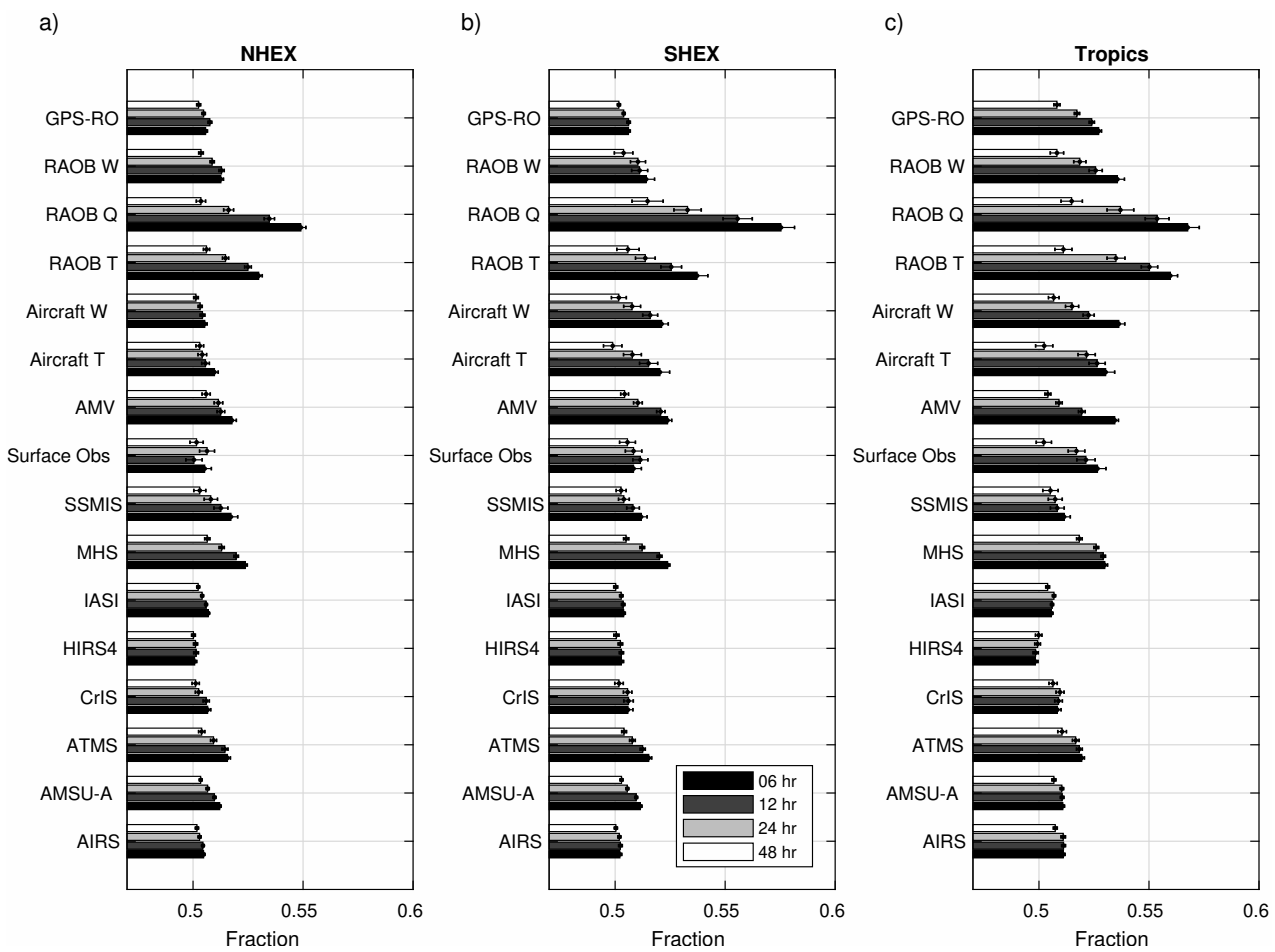 a)
NHEX
GPS-RO
RAOB W
RAOB Q
RAOB T
Aircraft W
Aircraft T
AMV
Surface Obs
SSMIS
MHS
IASI
HIRS4
CrIS
ATMS
AMSU-A
AIRS
0.5 0.55 0.6
Fraction
b)
SHEX
GPS-RO
RAOB W
RAOB Q
RAOB T
Aircraft W
Aircraft T
AMV
Surface Obs
SSMIS
MHS
IASI
HIRS4
CrIS
ATMS
AMSU-A
AIRS
06 hr
12 hr
24 hr
48 hr
0.5 0.55 0.6
Fraction
c)
Tropics
GPS-RO
RAOB W
RAOB Q
RAOB T
Aircraft W
Aircraft T
AMV
Surface Obs
SSMIS
MHS
IASI
HIRS4
CrIS
ATMS
AMSU-A
AIRS
0.5 0.55 0.6
Fraction